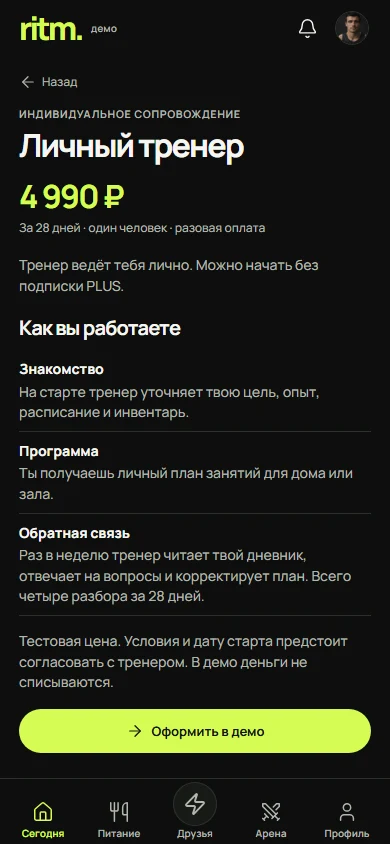 ritm. демо
Назад
ИНДИВИДУАЛЬНОЕ СОПРОВОЖДЕНИЕ
Личный тренер
4 990 ₽
За 28 дней · один человек · разовая оплата
Тренер ведёт тебя лично. Можно начать без
подписки PLUS.
Как вы работаете
Знакомство
На старте тренер уточняет твою цель, опыт,
расписание и инвентарь.
Программа
Ты получаешь личный план занятий для дома или
зала.
Обратная связь
Раз в неделю тренер читает твой дневник,
отвечает на вопросы и корректирует план. Всего
четыре разбора за 28 дней.
Тестовая цена. Условия и дату старта предстоит
согласовать с тренером. В демо деньги не
списываются.
Оформить в демо
Сегодня Питание Друзья Арена Профиль